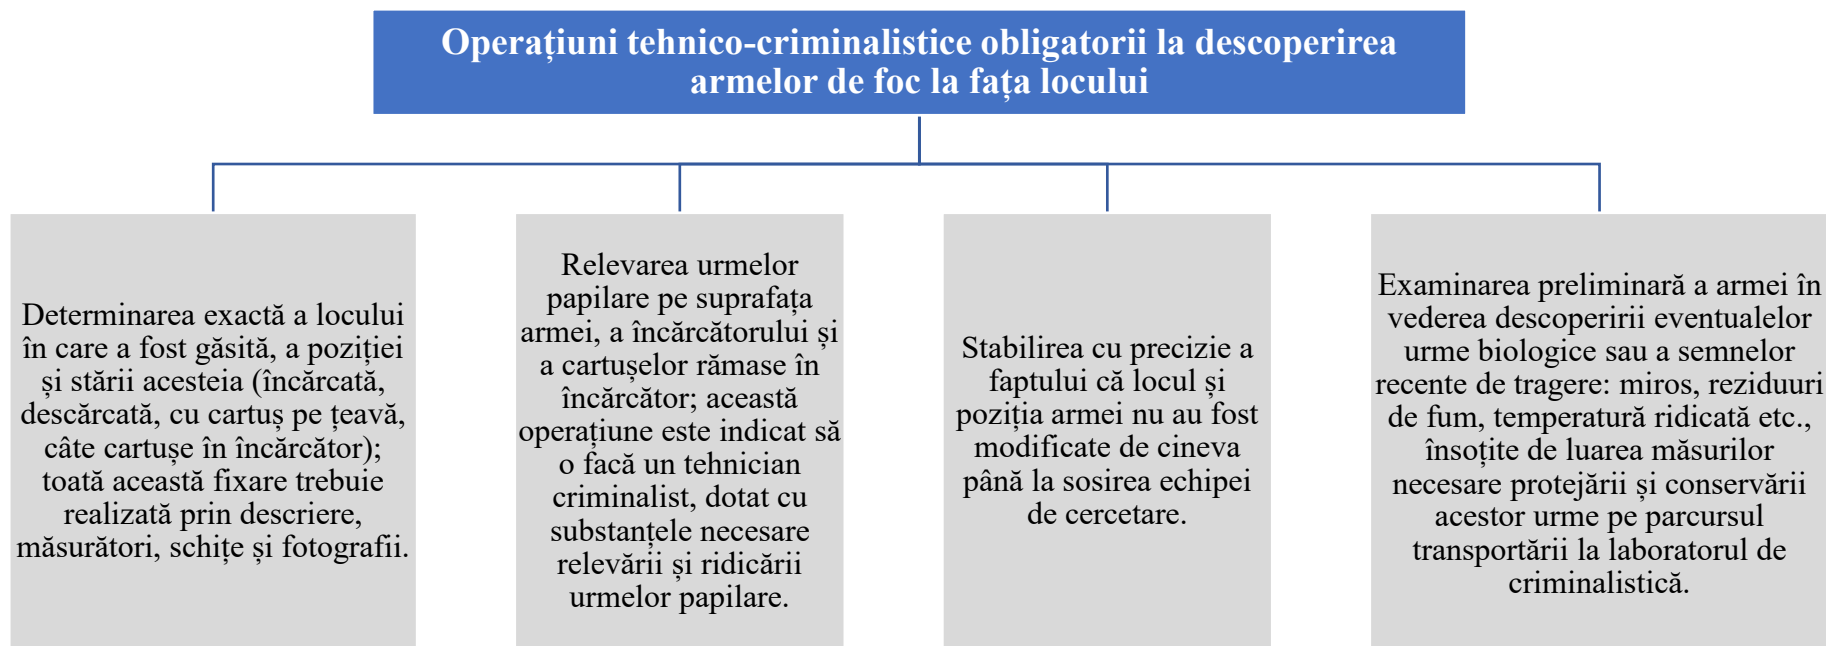 Operațiuni tehnico-criminalistice obligatorii la descoperirea
armelor de foc la fața locului
Determinarea exactă a locului
în care a fost găsită, a poziției
și stării acesteia (încărcată,
descărcată, cu cartuș pe țeavă,
câte cartușe în încărcător);
toată această fixare trebuie
realizată prin descriere,
măsurători, schițe și fotografii.
Relevarea urmelor
papilare pe suprafața
armei, a încărcătorului și
a cartușelor rămase în
încărcător; această
operațiune este indicat să
o facă un tehnician
criminalist, dotat cu
substanțele necesare
relevării și ridicării
urmelor papilare.
Stabilirea cu precizie a
faptului că locul și
poziția armei nu au fost
modificate de cineva
până la sosirea echipei
de cercetare.
Examinarea preliminară a armei în
vederea descoperirii eventualelor
urme biologice sau a semnelor
recente de tragere: miros, reziduuri
de fum, temperatură ridicată etc.,
însoțite de luarea măsurilor
necesare protejării și conservării
acestor urme pe parcursul
transportării la laboratorul de
criminalistică.